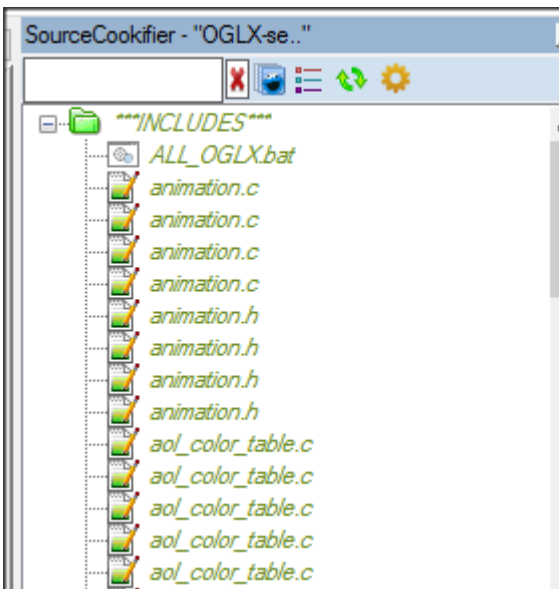 SourceCookifier - "OGLX-se.."
***INCLUDES***
ALL_OGLX.bat
animation.c
animation.c
animation.c
animation.c
animation.h
animation.h
animation.h
animation.h
aol_color_table.c
aol_color_table.c
aol_color_table.c
aol_color_table.c
aol_color_table.c